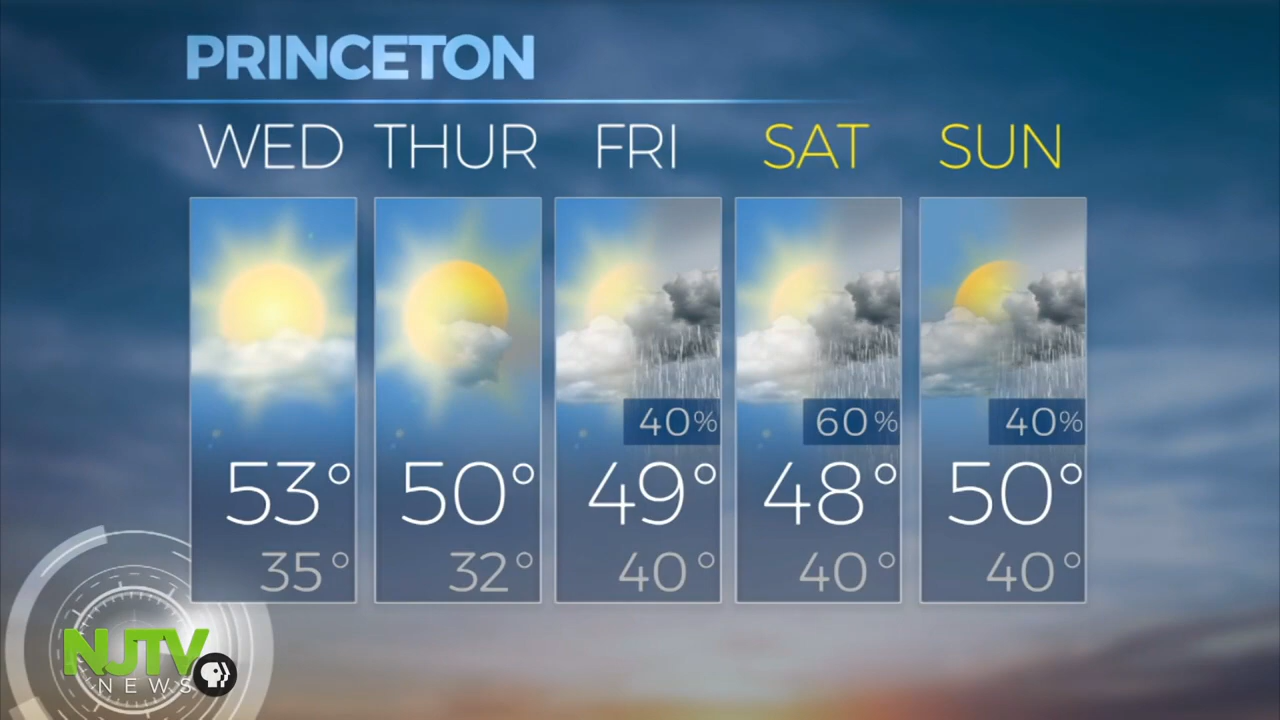 PRINCETON
WED THUR FRI SAT SUN
40% 60% 40%
53° 50° 49° 48° 50°
35° 32° 40° 40° 40°
NJTV
NEWS